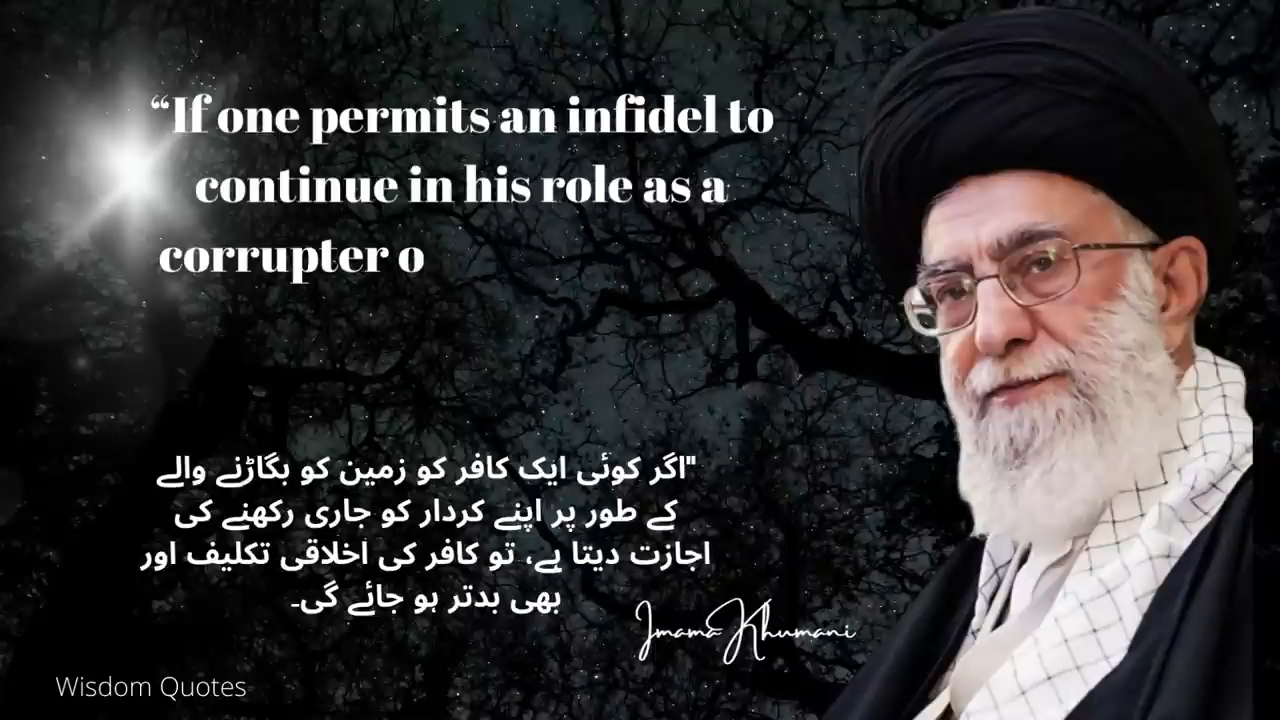 “If one permits an infidel to
continue in his role as a
corrupter o
"اگر کوئی ایک کافر کو زمین کو بگاڑنے والے
کے طور پر اپنے کردار کو جاری رکھنے کی
اجازت دیتا ہے، تو کافر کی اخلاقی تکلیف اور
بھی بدتر ہو جائے گی۔
Imama Khumani
Wisdom Quotes